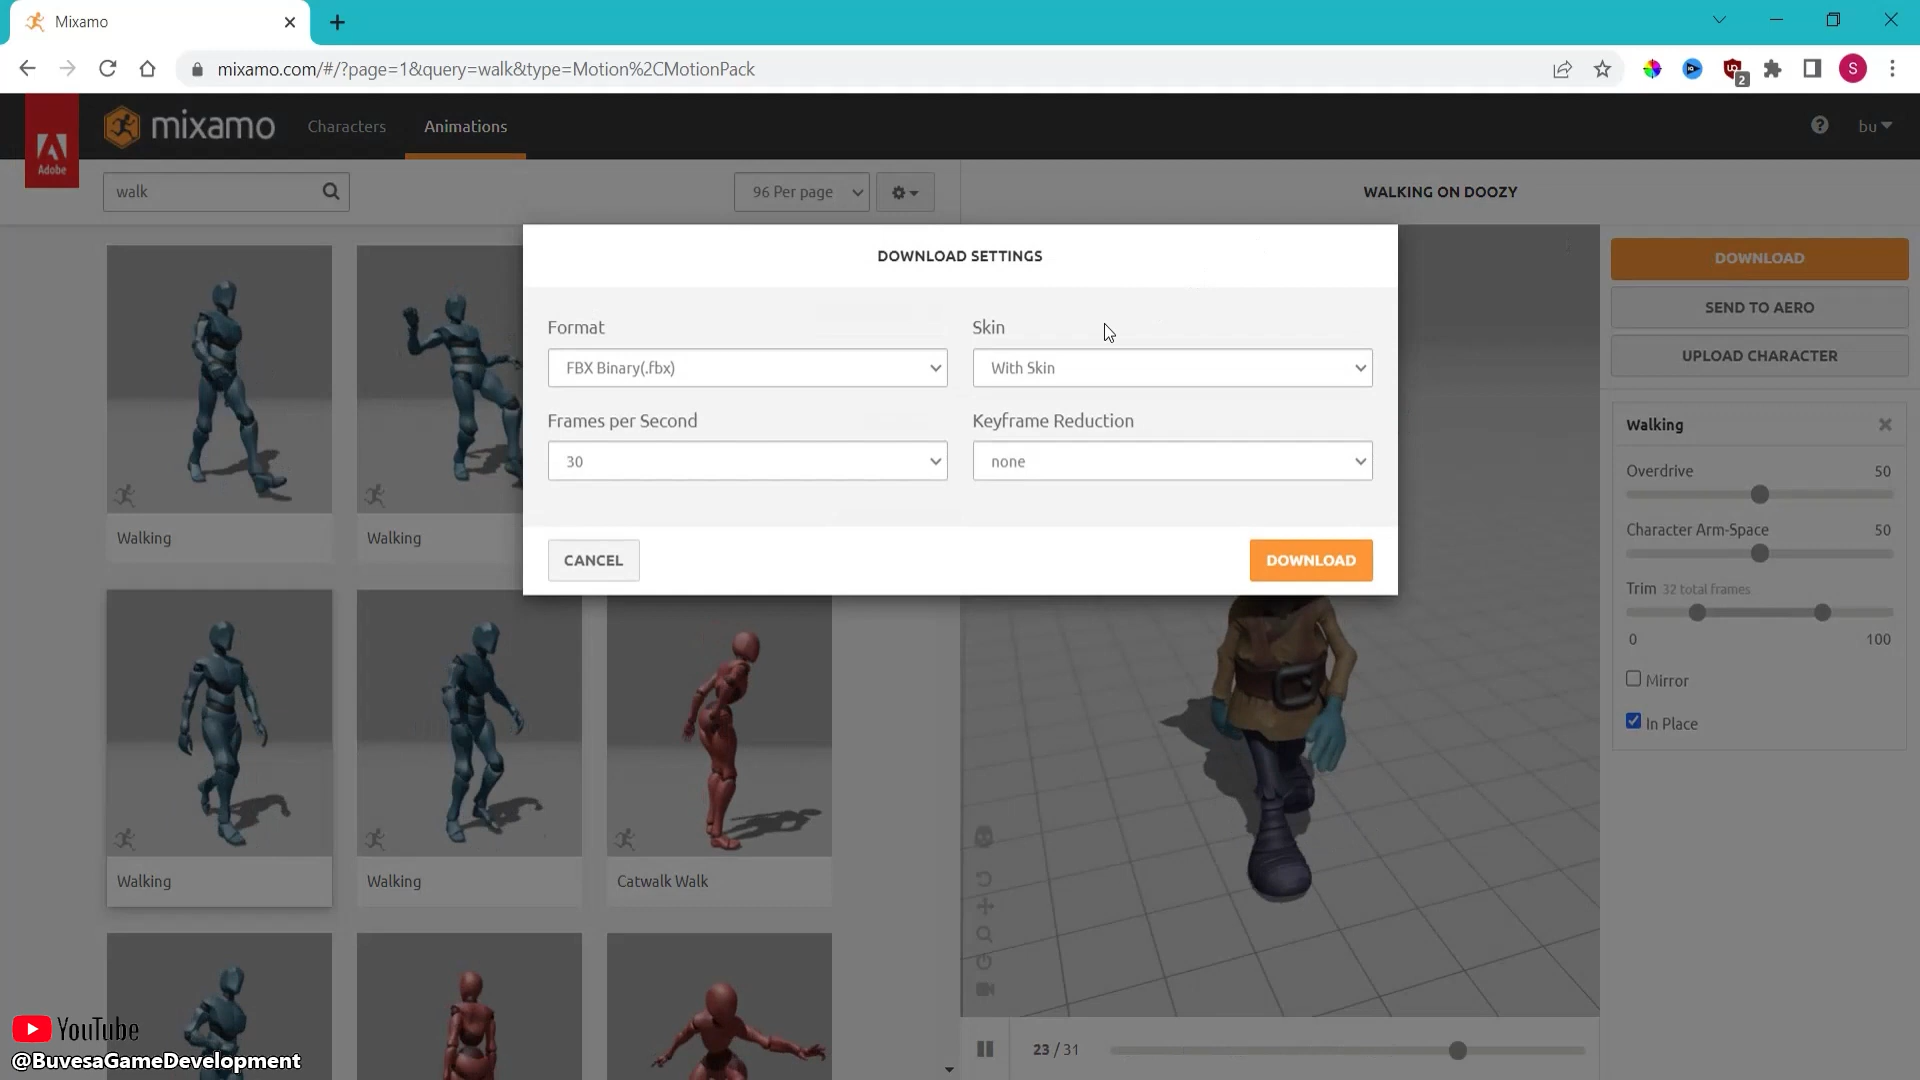 Mixamo
mixamo.com/#/?page=1&query=walk&type=Motion%2CMotionPack
2
S
Adobe
mixamo
Characters
Animations
bu
walk
96 Per page
WALKING ON DOOZY
DOWNLOAD SETTINGS
Format
Skin
FBX Binary(.fbx)
With Skin
Frames per Second
Keyframe Reduction
30
none
CANCEL
DOWNLOAD
DOWNLOAD
SEND TO AERO
UPLOAD CHARACTER
Walking
Overdrive 50
Character Arm-Space 50
Trim 32 total frames
0 100
Mirror
In Place
Walking
Walking
Walking
Walking
Catwalk Walk
23 / 31
YouTube
@BuvesaGameDevelopment